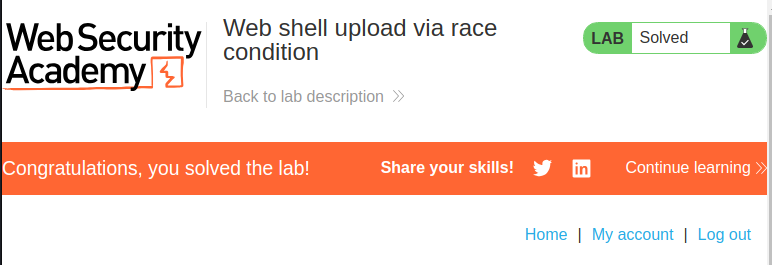 Web Security
Academy
Web shell upload via race
condition
Back to lab description
LAB Solved
Congratulations, you solved the lab!
Share your skills!
Continue learning
Home | My account | Log out